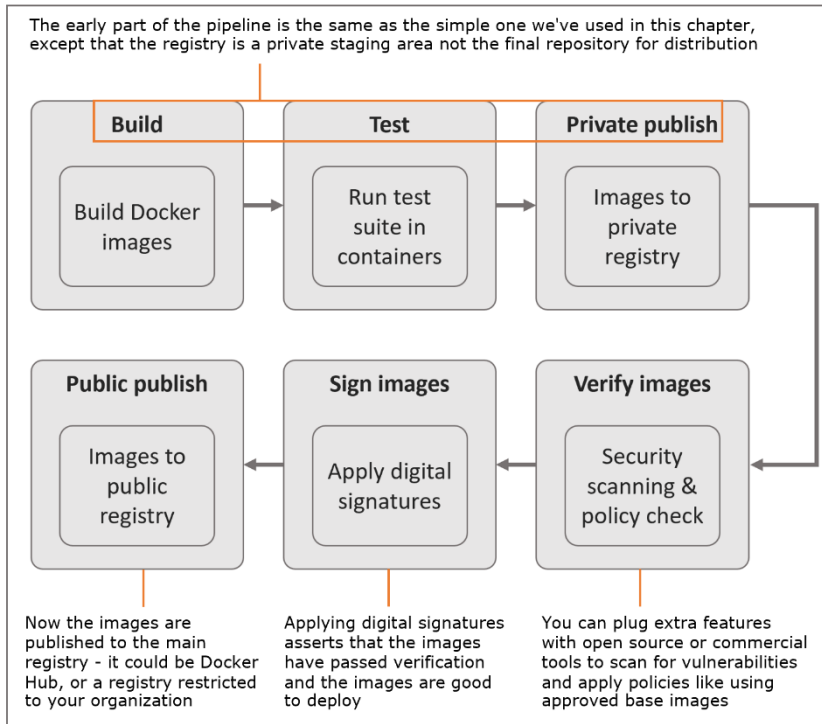 The early part of the pipeline is the same as the simple one we've used in this chapter,
except that the registry is a private staging area not the final repository for distribution
Build
Build Docker
images
Test
Run test
suite in
containers
Private publish
Images to
private
registry
Public publish
Images to
public
registry
Sign images
Apply digital
signatures
Verify images
Security
scanning &
policy check
Now the images are
published to the main
registry - it could be Docker
Hub, or a registry restricted
to your organization
Applying digital signatures
asserts that the images
have passed verification
and the images are good
to deploy
You can plug extra features
with open source or commercial
tools to scan for vulnerabilities
and apply policies like using
approved base images